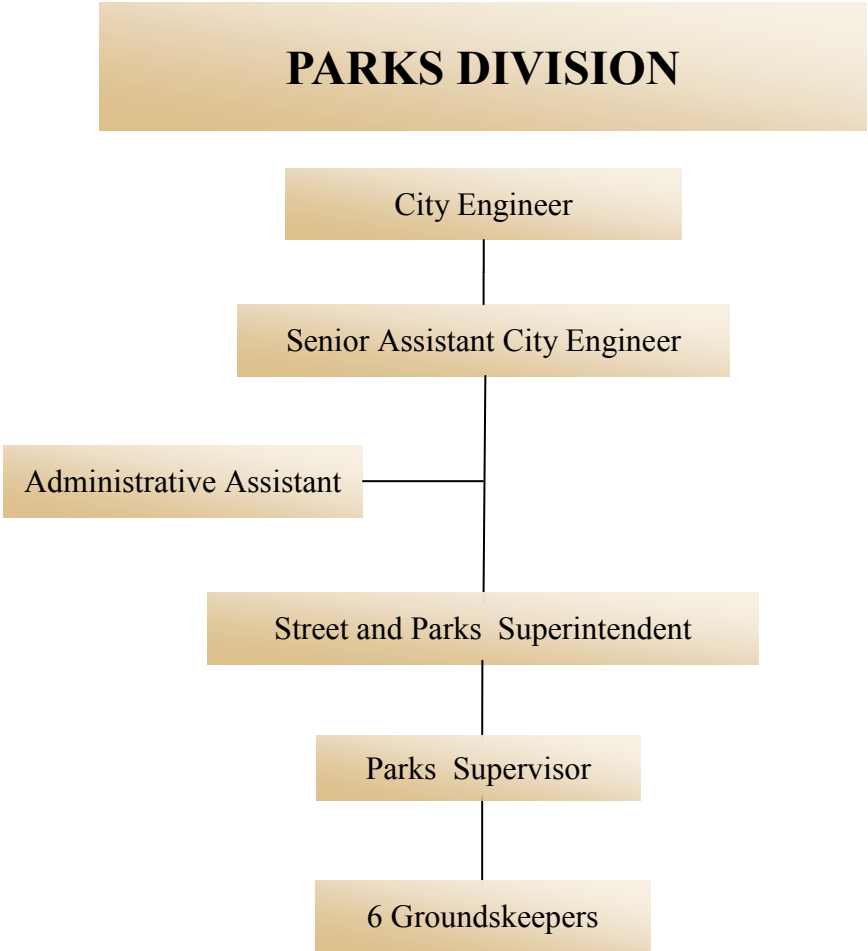 PARKS DIVISION
City Engineer
Senior Assistant City Engineer
Administrative Assistant
Street and Parks  Superintendent
Parks  Supervisor
6 Groundskeepers